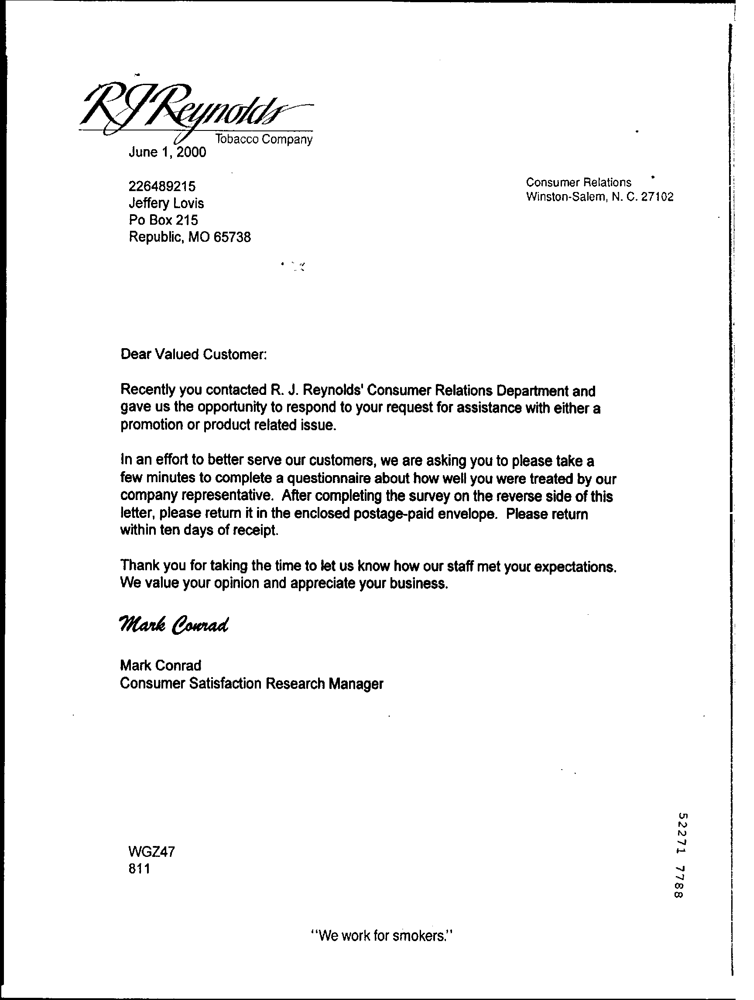 RJReynolds
Tobacco Company
June 1, 2000
226489215
Jeffery Lovis
Po Box 215
Republic, MO 65738
Consumer Relations
Winston-Salem, N. C. 27102
Dear Valued Customer:
Recently you contacted R. J. Reynolds' Consumer Relations Department and
gave us the opportunity to respond to your request for assistance with either a
promotion or product related issue.
In an effort to better serve our customers, we are asking you to please take a
few minutes to complete a questionnaire about how well you were treated by our
company representative.  After completing the survey on the reverse side of this
letter, please return it in the enclosed postage-paid envelope.  Please return
within ten days of receipt.
Thank you for taking the time to let us know how our staff met your expectations.
We value your opinion and appreciate your business.
Mark Conrad
Mark Conrad
Consumer Satisfaction Research Manager
WGZ47
811
52271 7788
"We work for smokers."